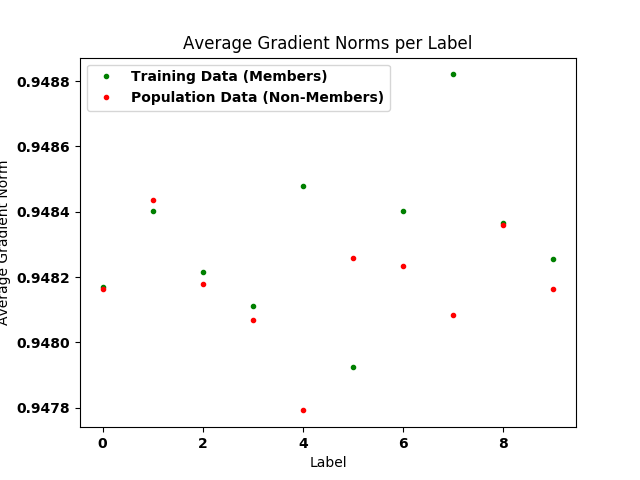 Average Gradient Norms per Label
Training Data (Members)
Population Data (Non-Members)
0.9488
0.9486
0.9484
0.9482
0.9480
0.9478
Average Gradient Norm
0 2 4 6 8
Label